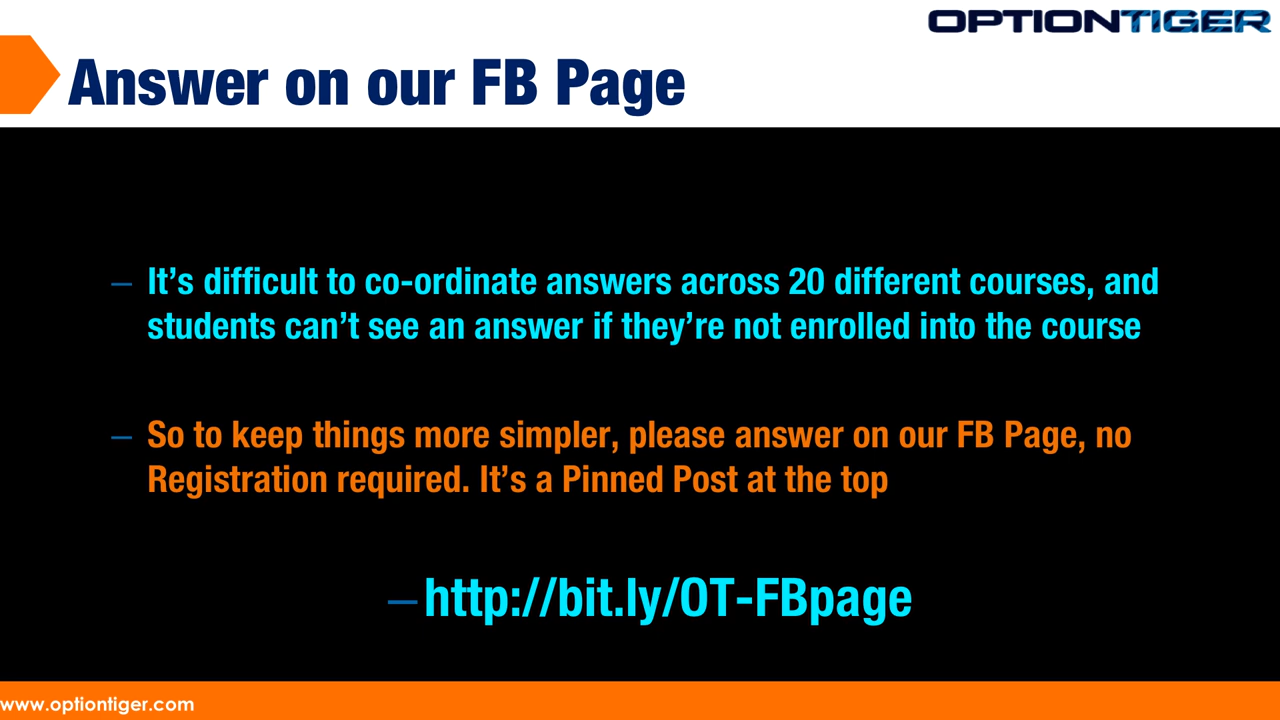 OPTIONTIGER
Answer on our FB Page
– It’s difficult to co-ordinate answers across 20 different courses, and
students can’t see an answer if they’re not enrolled into the course
– So to keep things more simpler, please answer on our FB Page, no
Registration required. It’s a Pinned Post at the top
– http://bit.ly/OT-FBpage
www.optiontiger.com